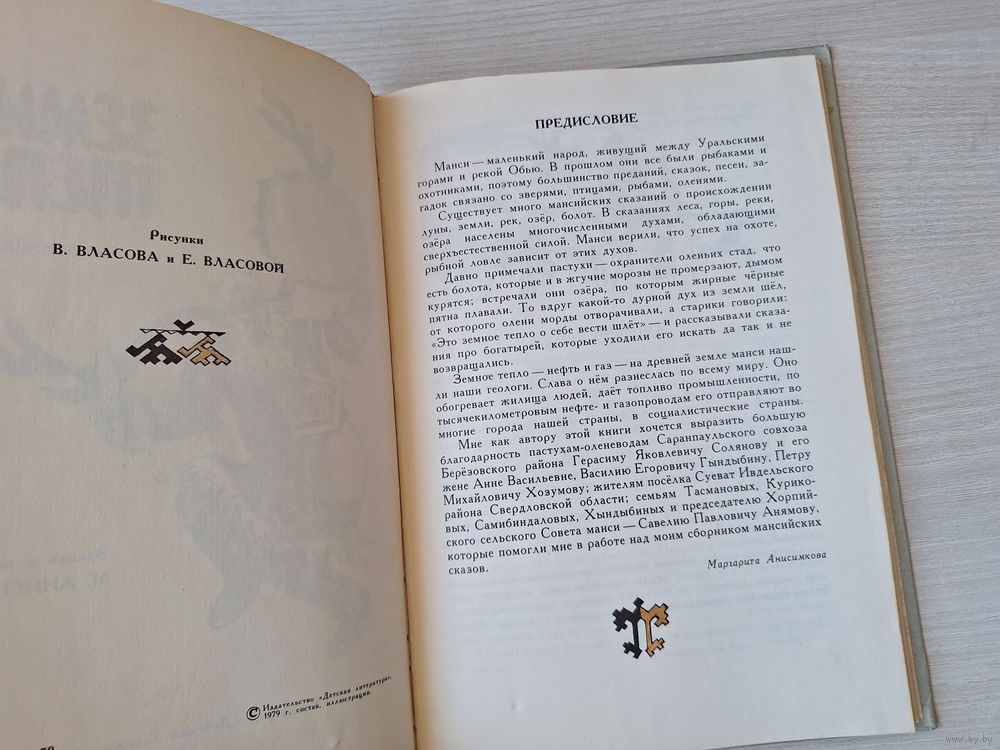 Рисунки
В. ВЛАСОВА и Е. ВЛАСОВОЙ
© Издательство «Детская литература».
1979 г. состав, иллюстрации.
ПРЕДИСЛОВИЕ
Манси — маленький народ, живущий между Уральскими
горами и рекой Обью. В прошлом они все были рыбаками и
охотниками, поэтому большинство преданий, сказок, песен, за-
гадок связано со зверями, птицами, рыбами, оленями.
Существует много мансийских сказаний о происхождении
луны, земли, рек, озёр, болот. В сказаниях леса, горы, реки,
озёра населены многочисленными духами, обладающими
сверхъестественной силой. Манси верили, что успех на охоте,
рыбной ловле зависит от этих духов.
Давно примечали пастухи — охранители оленьих стад, что
есть болота, которые и в жгучие морозы не промерзают, дымом
курятся; встречали они озёра, по которым жирные чёрные
пятна плавали. То вдруг какой-то дурной дух из земли шёл,
от которого олени морды отворачивали, а старики говорили:
«Это земное тепло о себе вести шлёт» — и рассказывали сказа-
ния про богатырей, которые уходили его искать да так и не
возвращались.
Земное тепло — нефть и газ — на древней земле манси наш-
ли наши геологи. Слава о нём разнеслась по всему миру. Оно
обогревает жилища людей, даёт топливо промышленности, по
тысячекилометровым нефте- и газопроводам его отправляют во
многие города нашей страны, в социалистические страны.
Мне как автору этой книги хочется выразить большую
благодарность пастухам-оленеводам Саранпаульского совхоза
Берёзовского района Герасиму Яковлевичу Солянову и его
жене Анне Васильевне, Василию Егоровичу Гындыбину, Петру
Михайловичу Хозумову; жителям посёлка Суеват Ивдельского
района Свердловской области; семьям Тасмановых, Курико-
вых, Самибиндаловых, Хындыбиных и председателю Хорпий-
ского сельского Совета манси — Савелию Павловичу Анямову,
которые помогли мне в работе над моим сборником мансийских
сказов.
Маргарита Анисимкова
www.ay.by